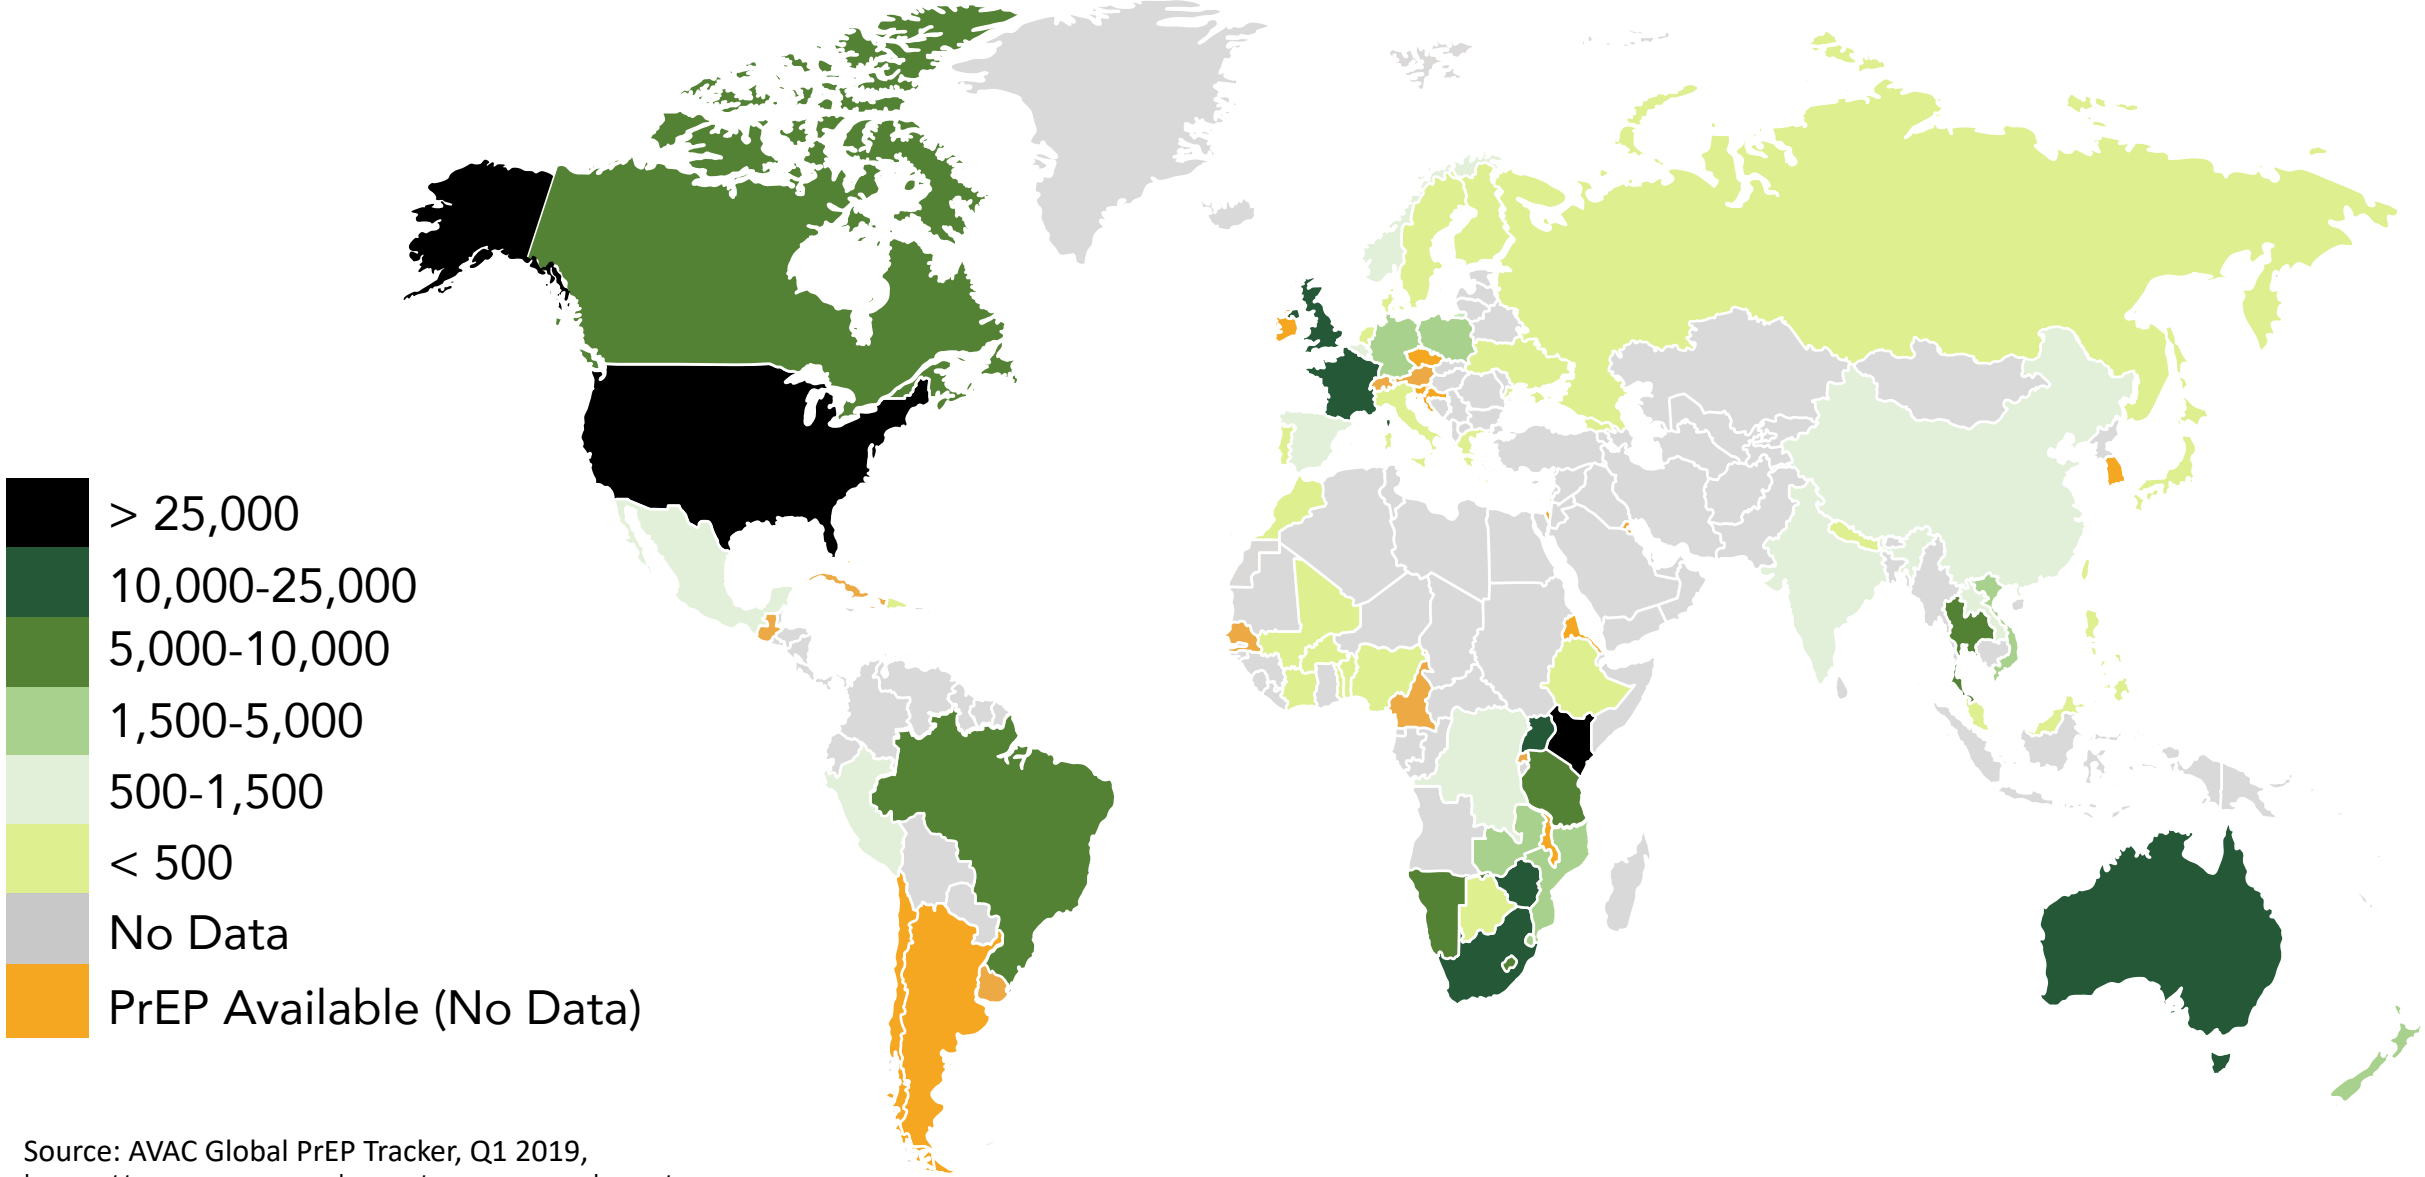 > 25,000
10,000-25,000
5,000-10,000
1,500-5,000
500-1,500
< 500
No Data
PrEP Available (No Data)
Source: AVAC Global PrEP Tracker, Q1 2019,